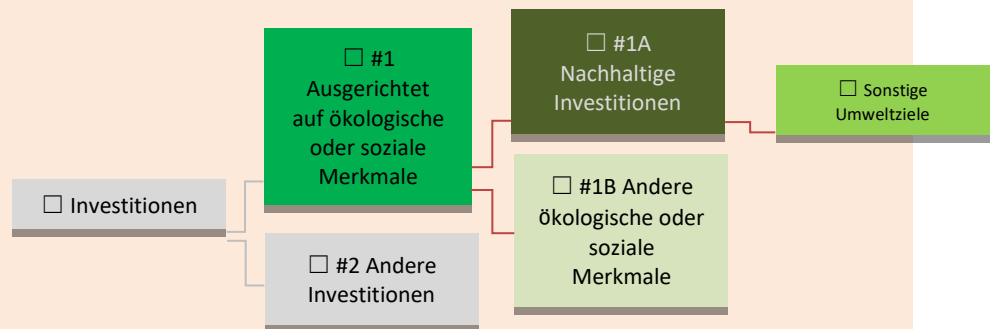 ☐ Investitionen
☐ #1
Ausgerichtet
auf ökologische
oder soziale
Merkmale
☐ #2 Andere
Investitionen
☐ #1A
Nachhaltige
Investitionen
☐ #1B Andere
ökologische oder
soziale
Merkmale
☐ Sonstige
Umweltziele